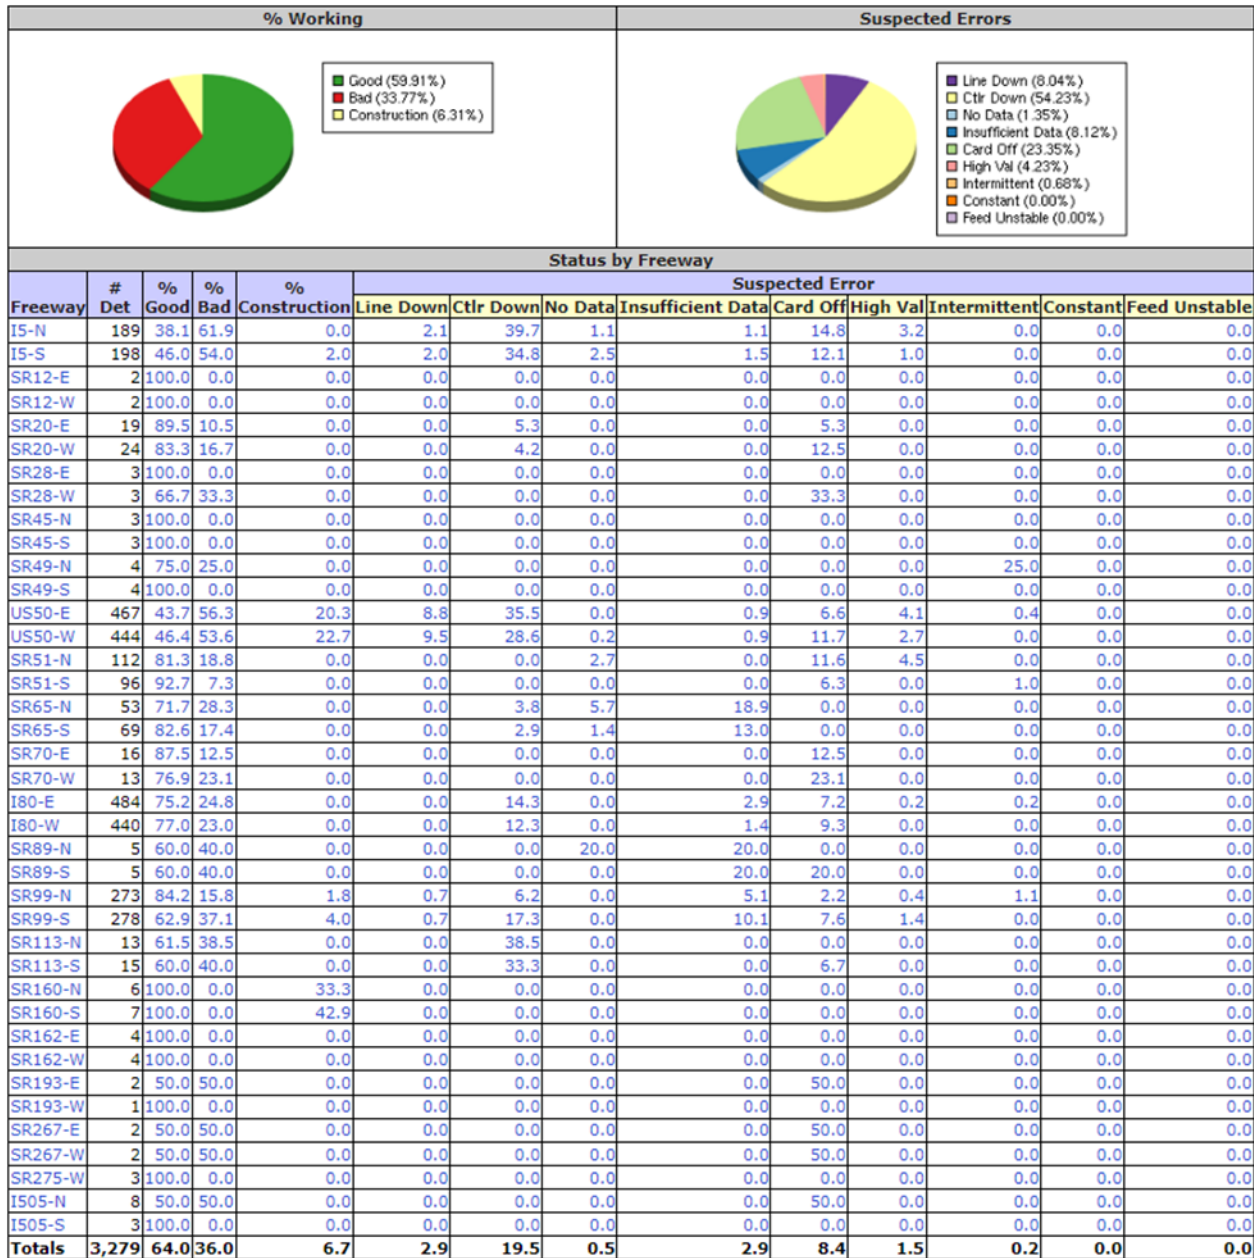 % Working
Suspected Errors
Good (59.91%)
Bad (33.77%)
Construction (6.31%)
Line Down (8.04%)
Ctlr Down (54.23%)
No Data (1.35%)
Insufficient Data (8.12%)
Card Off (23.35%)
High Val (4.23%)
Intermittent (0.68%)
Constant (0.00%)
Feed Unstable (0.00%)
Status by Freeway
Freeway # Det % Good % Bad % Construction Suspected Error
Line Down Ctlr Down No Data Insufficient Data Card Off High Val Intermittent Constant Feed Unstable
I5-N 189 38.1 61.9 0.0 2.1 39.7 1.1 1.1 14.8 3.2 0.0 0.0 0.0
I5-S 198 46.0 54.0 2.0 2.0 34.8 2.5 1.5 12.1 1.0 0.0 0.0 0.0
SR12-E 2 100.0 0.0 0.0 0.0 0.0 0.0 0.0 0.0 0.0 0.0 0.0 0.0
SR12-W 2 100.0 0.0 0.0 0.0 0.0 0.0 0.0 0.0 0.0 0.0 0.0 0.0
SR20-E 19 89.5 10.5 0.0 0.0 5.3 0.0 0.0 5.3 0.0 0.0 0.0 0.0
SR20-W 24 83.3 16.7 0.0 0.0 4.2 0.0 0.0 12.5 0.0 0.0 0.0 0.0
SR28-E 3 100.0 0.0 0.0 0.0 0.0 0.0 0.0 0.0 0.0 0.0 0.0 0.0
SR28-W 3 66.7 33.3 0.0 0.0 0.0 0.0 0.0 33.3 0.0 0.0 0.0 0.0
SR45-N 3 100.0 0.0 0.0 0.0 0.0 0.0 0.0 0.0 0.0 0.0 0.0 0.0
SR45-S 3 100.0 0.0 0.0 0.0 0.0 0.0 0.0 0.0 0.0 0.0 0.0 0.0
SR49-N 4 75.0 25.0 0.0 0.0 0.0 0.0 0.0 0.0 0.0 25.0 0.0 0.0
SR49-S 4 100.0 0.0 0.0 0.0 0.0 0.0 0.0 0.0 0.0 0.0 0.0 0.0
US50-E 467 43.7 56.3 20.3 8.8 35.5 0.0 0.9 6.6 4.1 0.4 0.0 0.0
US50-W 444 46.4 53.6 22.7 9.5 28.6 0.2 0.9 11.7 2.7 0.0 0.0 0.0
SR51-N 112 81.3 18.8 0.0 0.0 0.0 2.7 0.0 11.6 4.5 0.0 0.0 0.0
SR51-S 96 92.7 7.3 0.0 0.0 0.0 0.0 0.0 6.3 0.0 1.0 0.0 0.0
SR65-N 53 71.7 28.3 0.0 0.0 3.8 5.7 18.9 0.0 0.0 0.0 0.0 0.0
SR65-S 69 82.6 17.4 0.0 0.0 2.9 1.4 13.0 0.0 0.0 0.0 0.0 0.0
SR70-E 16 87.5 12.5 0.0 0.0 0.0 0.0 0.0 12.5 0.0 0.0 0.0 0.0
SR70-W 13 76.9 23.1 0.0 0.0 0.0 0.0 0.0 23.1 0.0 0.0 0.0 0.0
I80-E 484 75.2 24.8 0.0 0.0 14.3 0.0 2.9 7.2 0.2 0.2 0.0 0.0
I80-W 440 77.0 23.0 0.0 0.0 12.3 0.0 1.4 9.3 0.0 0.0 0.0 0.0
SR89-N 5 60.0 40.0 0.0 0.0 0.0 20.0 20.0 0.0 0.0 0.0 0.0 0.0
SR89-S 5 60.0 40.0 0.0 0.0 0.0 0.0 20.0 20.0 0.0 0.0 0.0 0.0
SR99-N 273 84.2 15.8 1.8 0.7 6.2 0.0 5.1 2.2 0.4 1.1 0.0 0.0
SR99-S 278 62.9 37.1 4.0 0.7 17.3 0.0 10.1 7.6 1.4 0.0 0.0 0.0
SR113-N 13 61.5 38.5 0.0 0.0 38.5 0.0 0.0 0.0 0.0 0.0 0.0 0.0
SR113-S 15 60.0 40.0 0.0 0.0 33.3 0.0 0.0 6.7 0.0 0.0 0.0 0.0
SR160-N 6 100.0 0.0 33.3 0.0 0.0 0.0 0.0 0.0 0.0 0.0 0.0 0.0
SR160-S 7 100.0 0.0 42.9 0.0 0.0 0.0 0.0 0.0 0.0 0.0 0.0 0.0
SR162-E 4 100.0 0.0 0.0 0.0 0.0 0.0 0.0 0.0 0.0 0.0 0.0 0.0
SR162-W 4 100.0 0.0 0.0 0.0 0.0 0.0 0.0 0.0 0.0 0.0 0.0 0.0
SR193-E 2 50.0 50.0 0.0 0.0 0.0 0.0 0.0 50.0 0.0 0.0 0.0 0.0
SR193-W 1 100.0 0.0 0.0 0.0 0.0 0.0 0.0 0.0 0.0 0.0 0.0 0.0
SR267-E 2 50.0 50.0 0.0 0.0 0.0 0.0 0.0 50.0 0.0 0.0 0.0 0.0
SR267-W 2 50.0 50.0 0.0 0.0 0.0 0.0 0.0 50.0 0.0 0.0 0.0 0.0
SR275-W 3 100.0 0.0 0.0 0.0 0.0 0.0 0.0 0.0 0.0 0.0 0.0 0.0
I505-N 8 50.0 50.0 0.0 0.0 0.0 0.0 0.0 50.0 0.0 0.0 0.0 0.0
I505-S 3 100.0 0.0 0.0 0.0 0.0 0.0 0.0 0.0 0.0 0.0 0.0 0.0
Totals 3,279 64.0 36.0 6.7 2.9 19.5 0.5 2.9 8.4 1.5 0.2 0.0 0.0